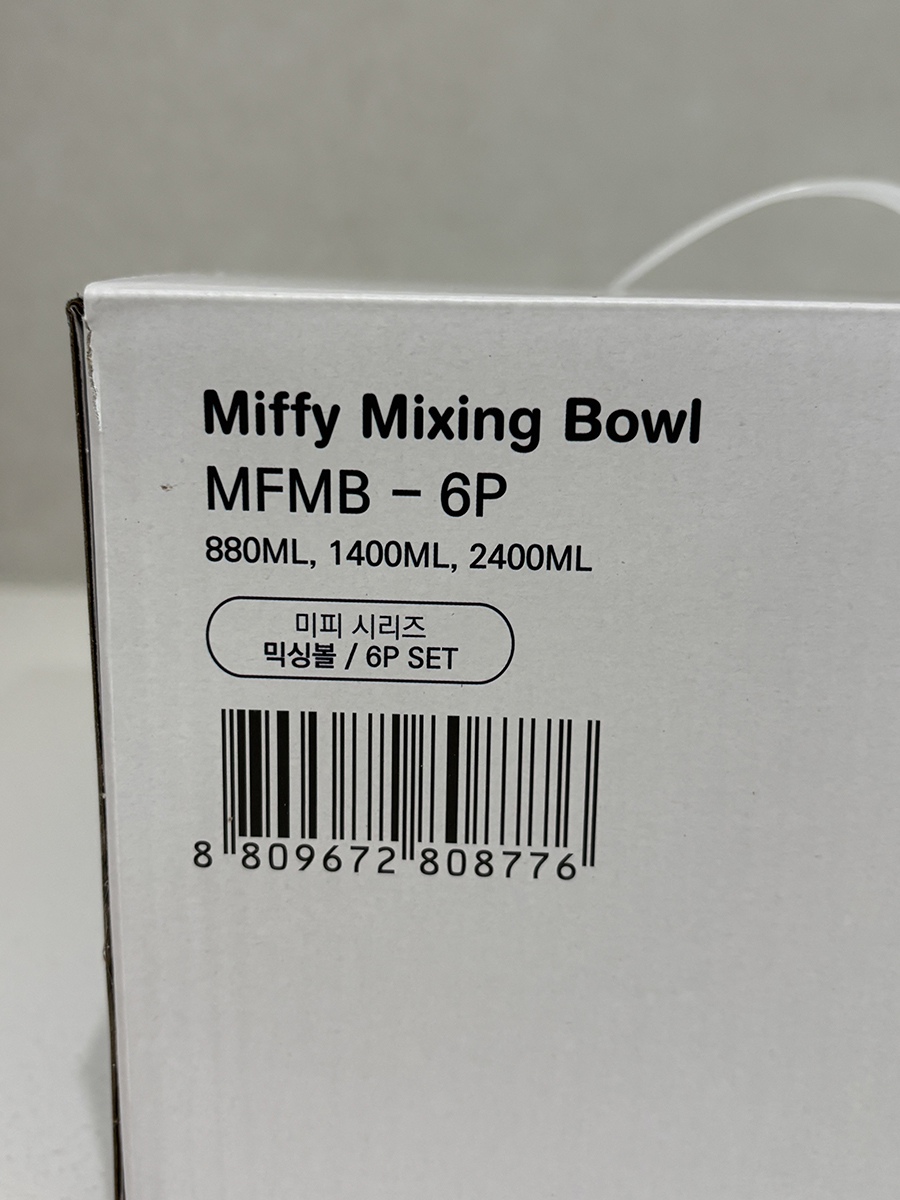 Miffy Mixing Bowl
MFMB - 6P
880ML, 1400ML, 2400ML
미피 시리즈
믹싱볼 / 6P SET
8 809672 808776